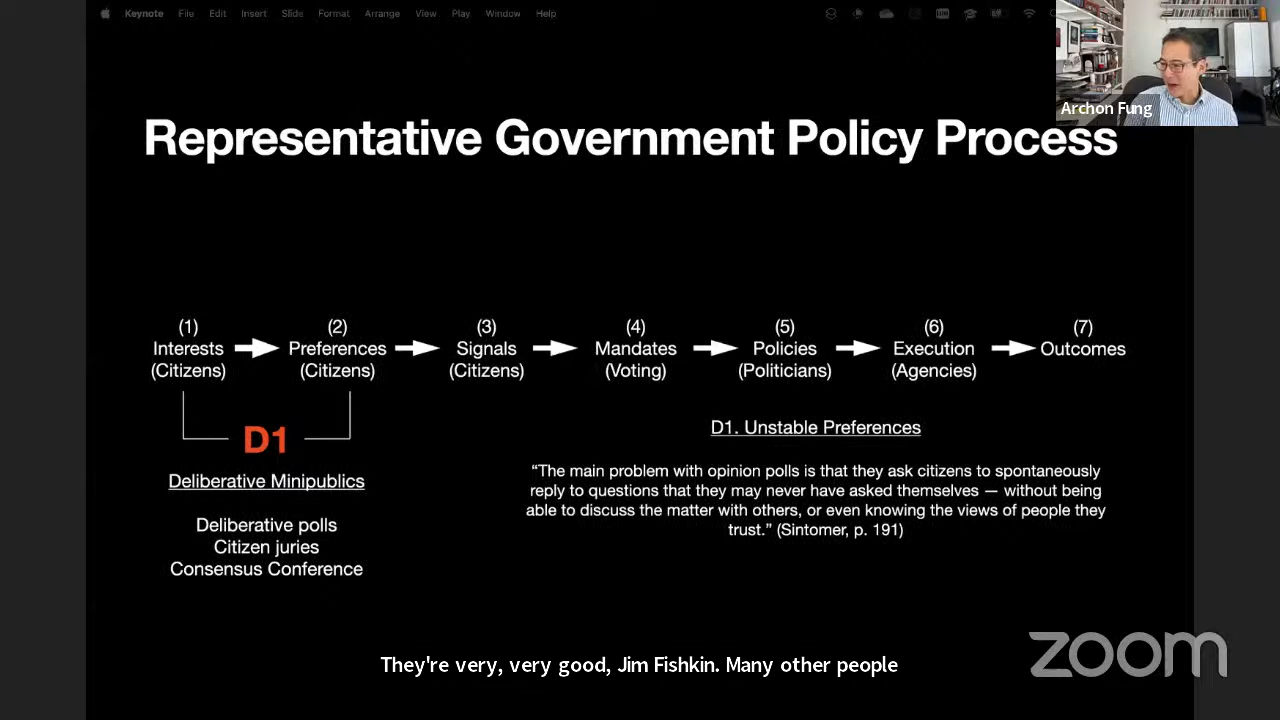 Keynote File Edit Insert Slide Format Arrange View Play Window Help
Archon Fung
Representative Government Policy Process
(1) (2) (3) (4) (5) (6) (7)
Interests Preferences Signals Mandates Policies Execution Outcomes
(Citizens) (Citizens) (Citizens) (Voting) (Politicians) (Agencies)
D1
Deliberative Minipublics
Deliberative polls
Citizen juries
Consensus Conference
D1. Unstable Preferences
“The main problem with opinion polls is that they ask citizens to spontaneously
reply to questions that they may never have asked themselves — without being
able to discuss the matter with others, or even knowing the views of people they
trust.” (Sintomer, p. 191)
They're very, very good, Jim Fishkin. Many other people
zoom